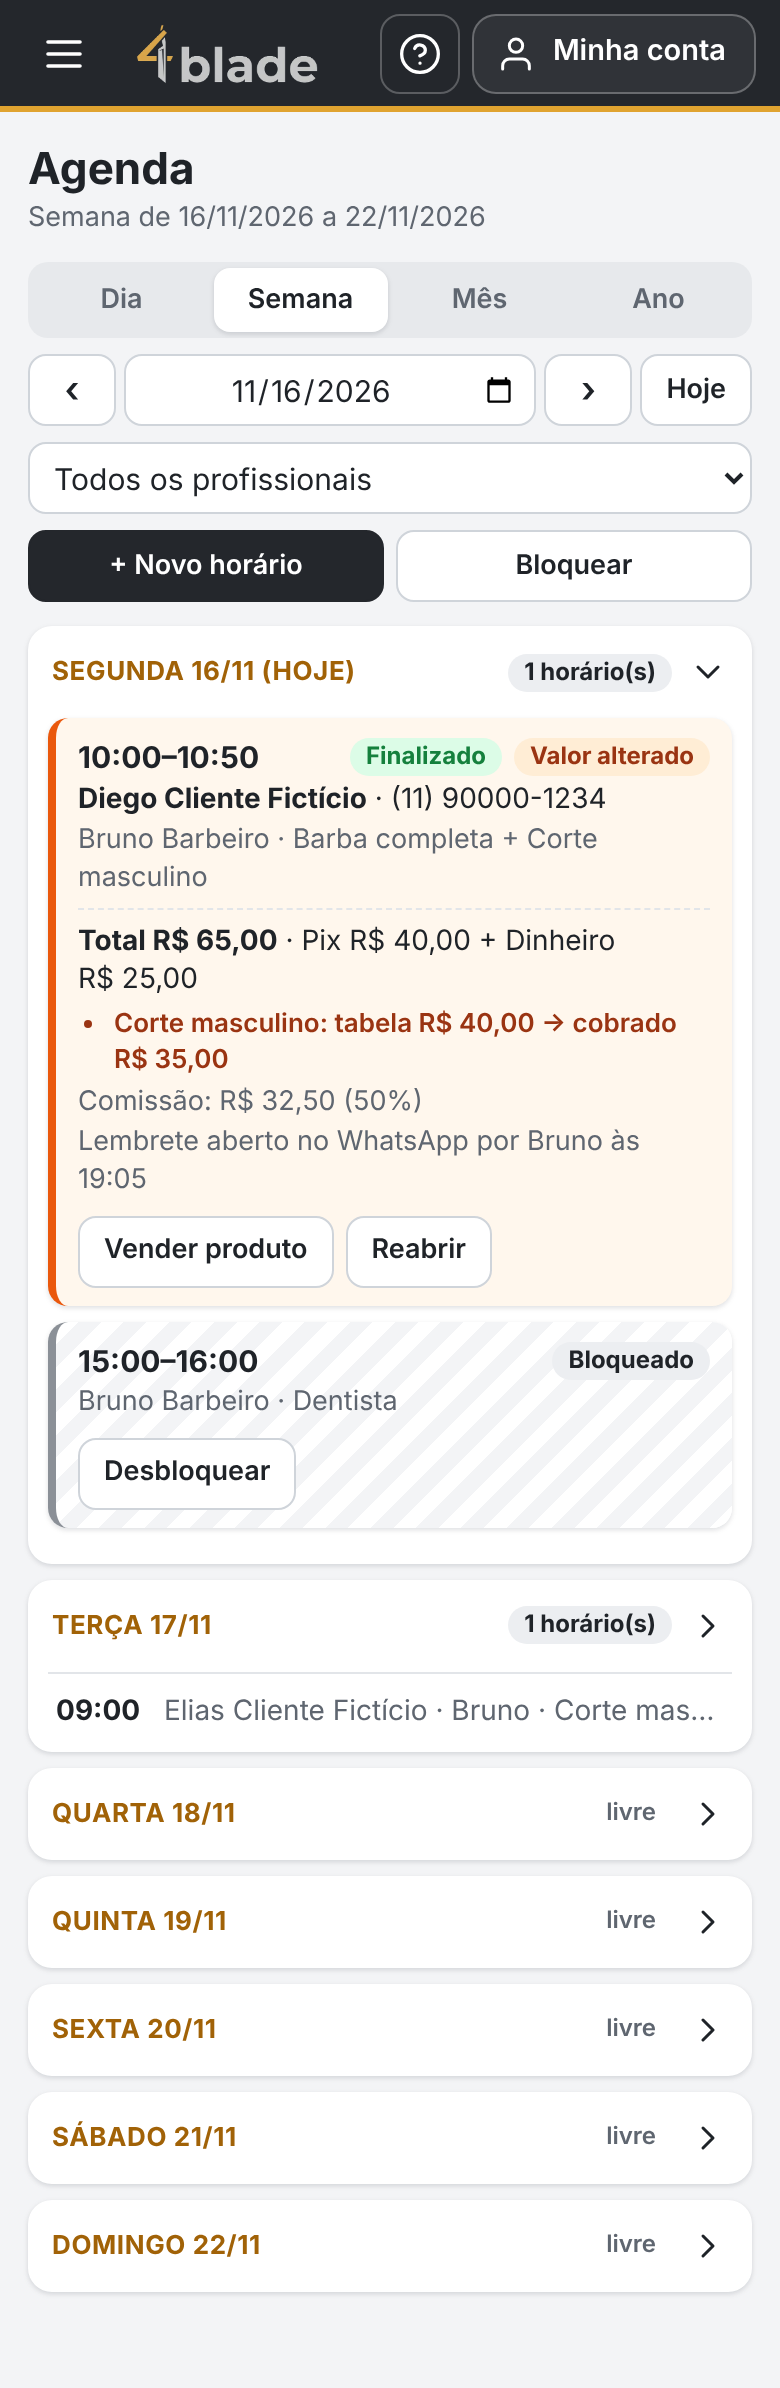 4blade
Minha conta
Agenda
Semana de 16/11/2026 a 22/11/2026
Dia Semana Mês Ano
‹ 11/16/2026 › Hoje
Todos os profissionais
+ Novo horário Bloquear
SEGUNDA 16/11 (HOJE) 1 horário(s)
10:00–10:50 Finalizado Valor alterado
Diego Cliente Fictício · (11) 90000-1234
Bruno Barbeiro · Barba completa + Corte
masculino
Total R$ 65,00 · Pix R$ 40,00 + Dinheiro
R$ 25,00
• Corte masculino: tabela R$ 40,00 → cobrado
R$ 35,00
Comissão: R$ 32,50 (50%)
Lembrete aberto no WhatsApp por Bruno às
19:05
Vender produto Reabrir
15:00–16:00 Bloqueado
Bruno Barbeiro · Dentista
Desbloquear
TERÇA 17/11 1 horário(s)
09:00 Elias Cliente Fictício · Bruno · Corte mas...
QUARTA 18/11 livre
QUINTA 19/11 livre
SEXTA 20/11 livre
SÁBADO 21/11 livre
DOMINGO 22/11 livre